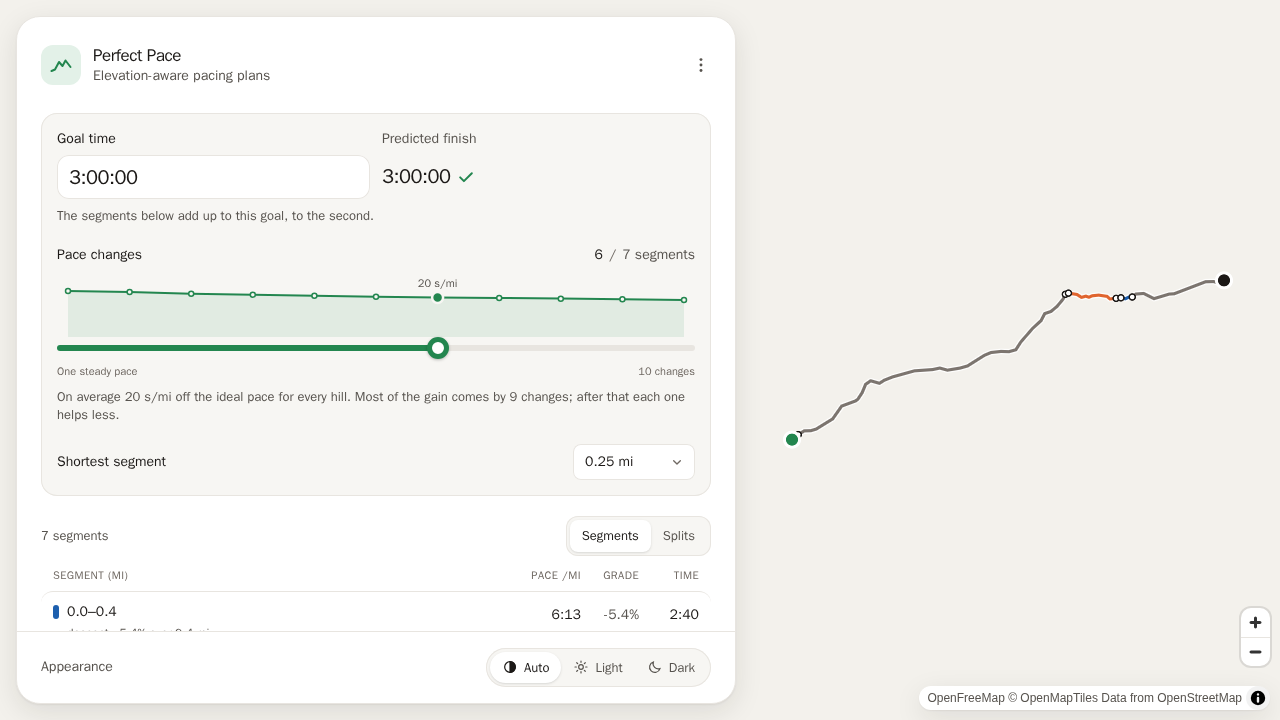 Perfect Pace
Elevation-aware pacing plans
Goal time
Predicted finish
3:00:00
3:00:00
The segments below add up to this goal, to the second.
Pace changes
6 / 7 segments
20 s/mi
One steady pace
10 changes
On average 20 s/mi off the ideal pace for every hill. Most of the gain comes by 9 changes; after that each one
helps less.
Shortest segment
0.25 mi
7 segments
Segments
Splits
SEGMENT (MI)
PACE /MI
GRADE
TIME
0.0–0.4
6:13
-5.4%
2:40
Appearance
Auto
Light
Dark
OpenFreeMap © OpenMapTiles Data from OpenStreetMap